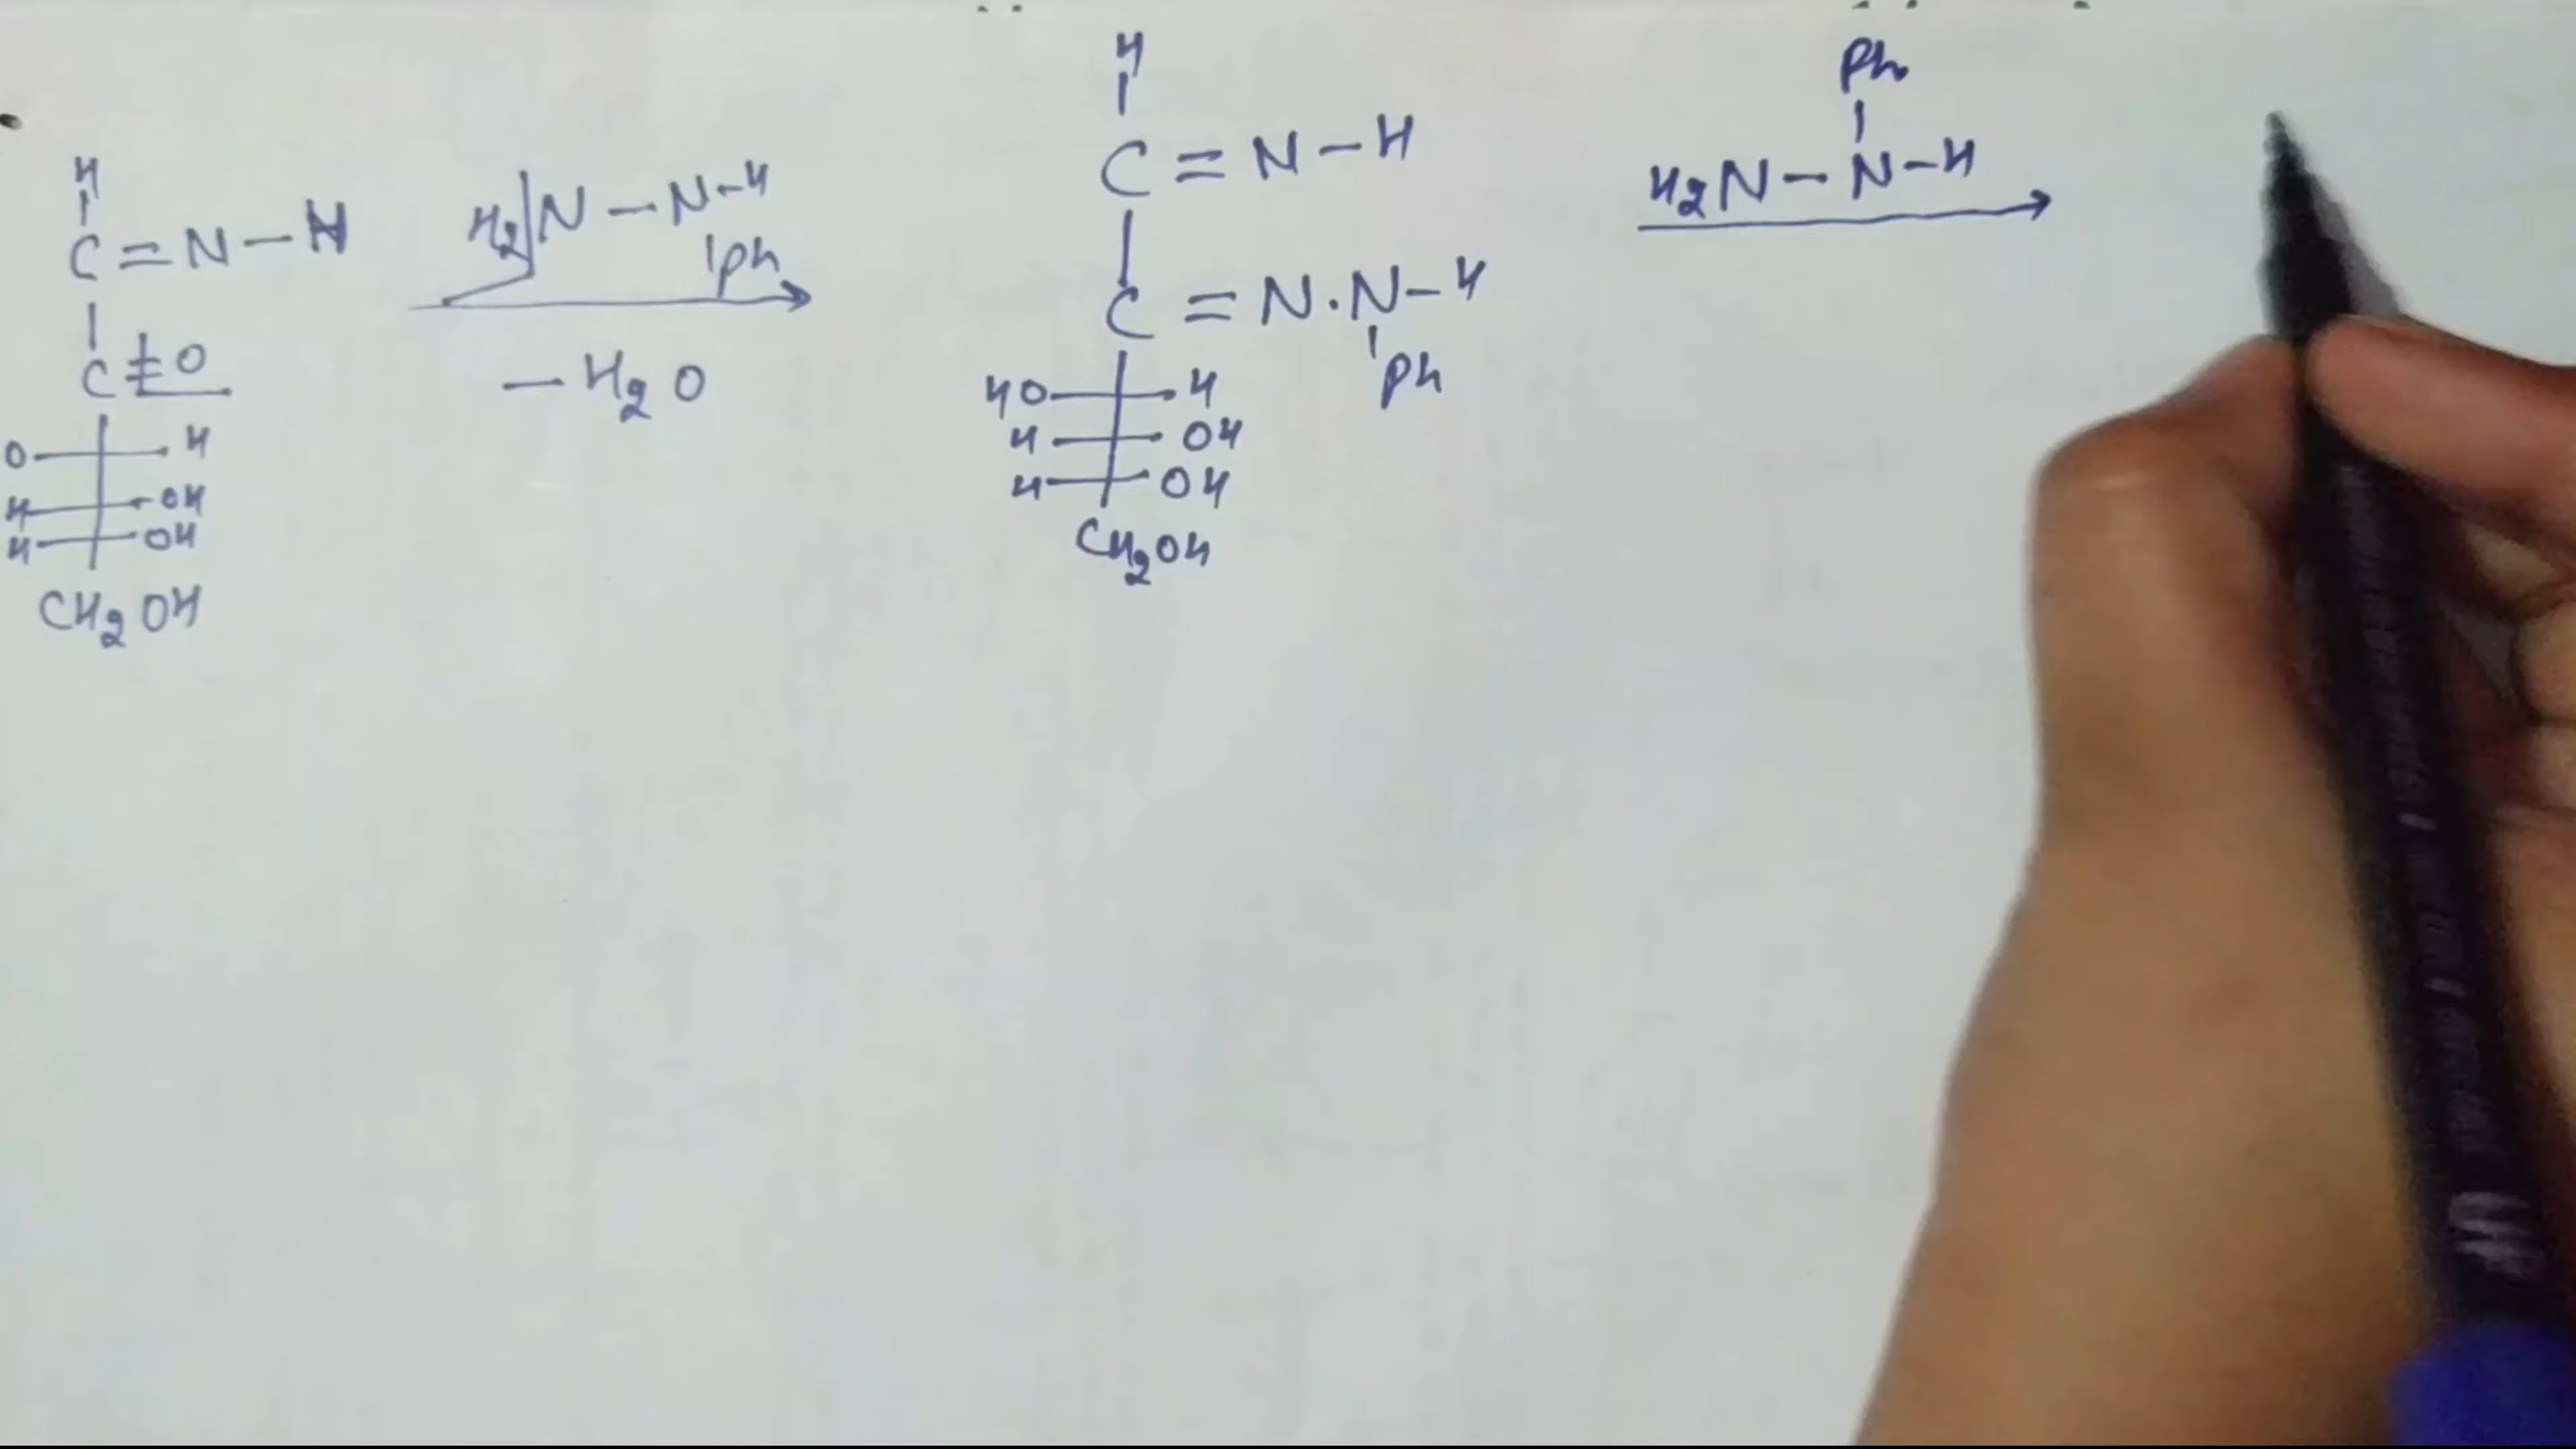 H
C=N-H
C=O
O H
H OH
H OH
CH2OH
H2N-N-H
Ph
-H2O
H
C=N-H
C=N·N-H
Ph
HO H
H OH
H OH
CH2OH
Ph
H2N-N-H